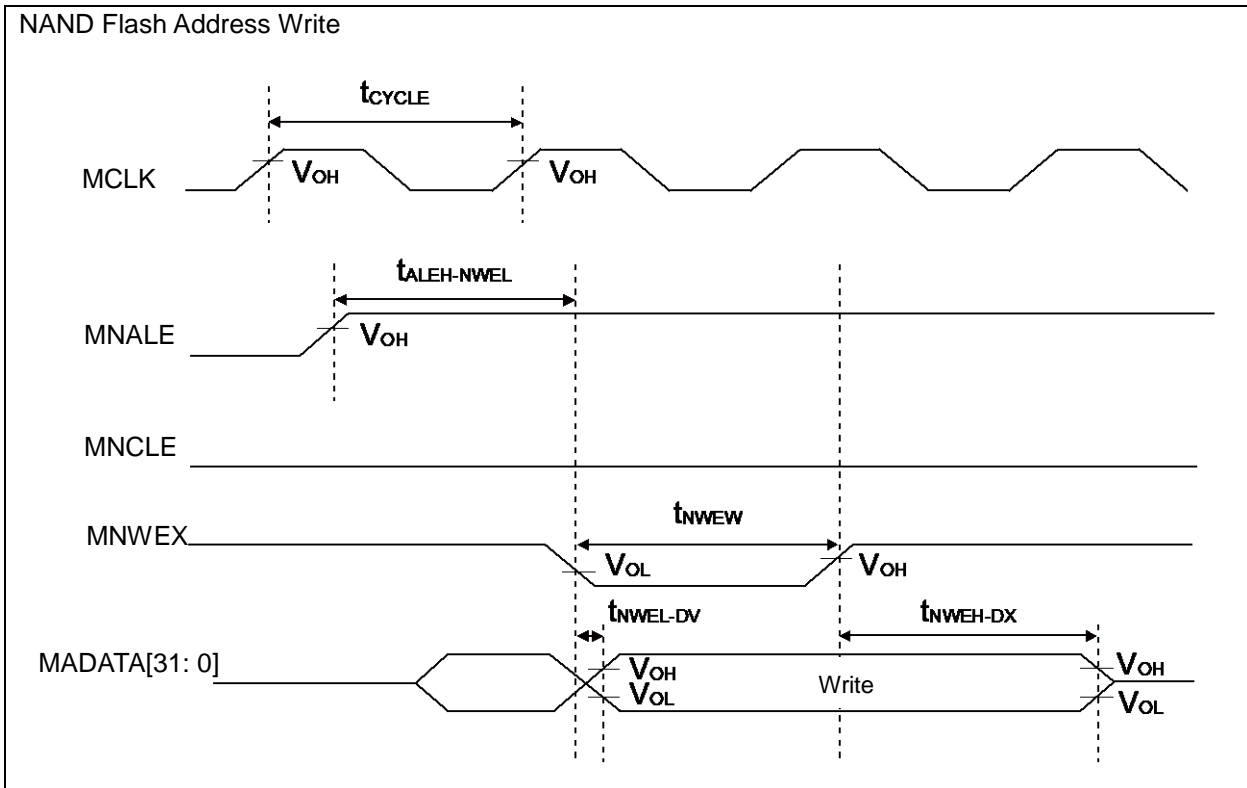 NAND Flash Address Write
tCYCLE
MCLK
VOH
VOH
tALEH-NWEL
MNALE
VOH
MNCLE
tNWEW
MNWEX
VOL
VOH
tNWEL-DV
tNWEH-DX
MADATA[31: 0]
VOH
Write
VOH
VOL
VOL